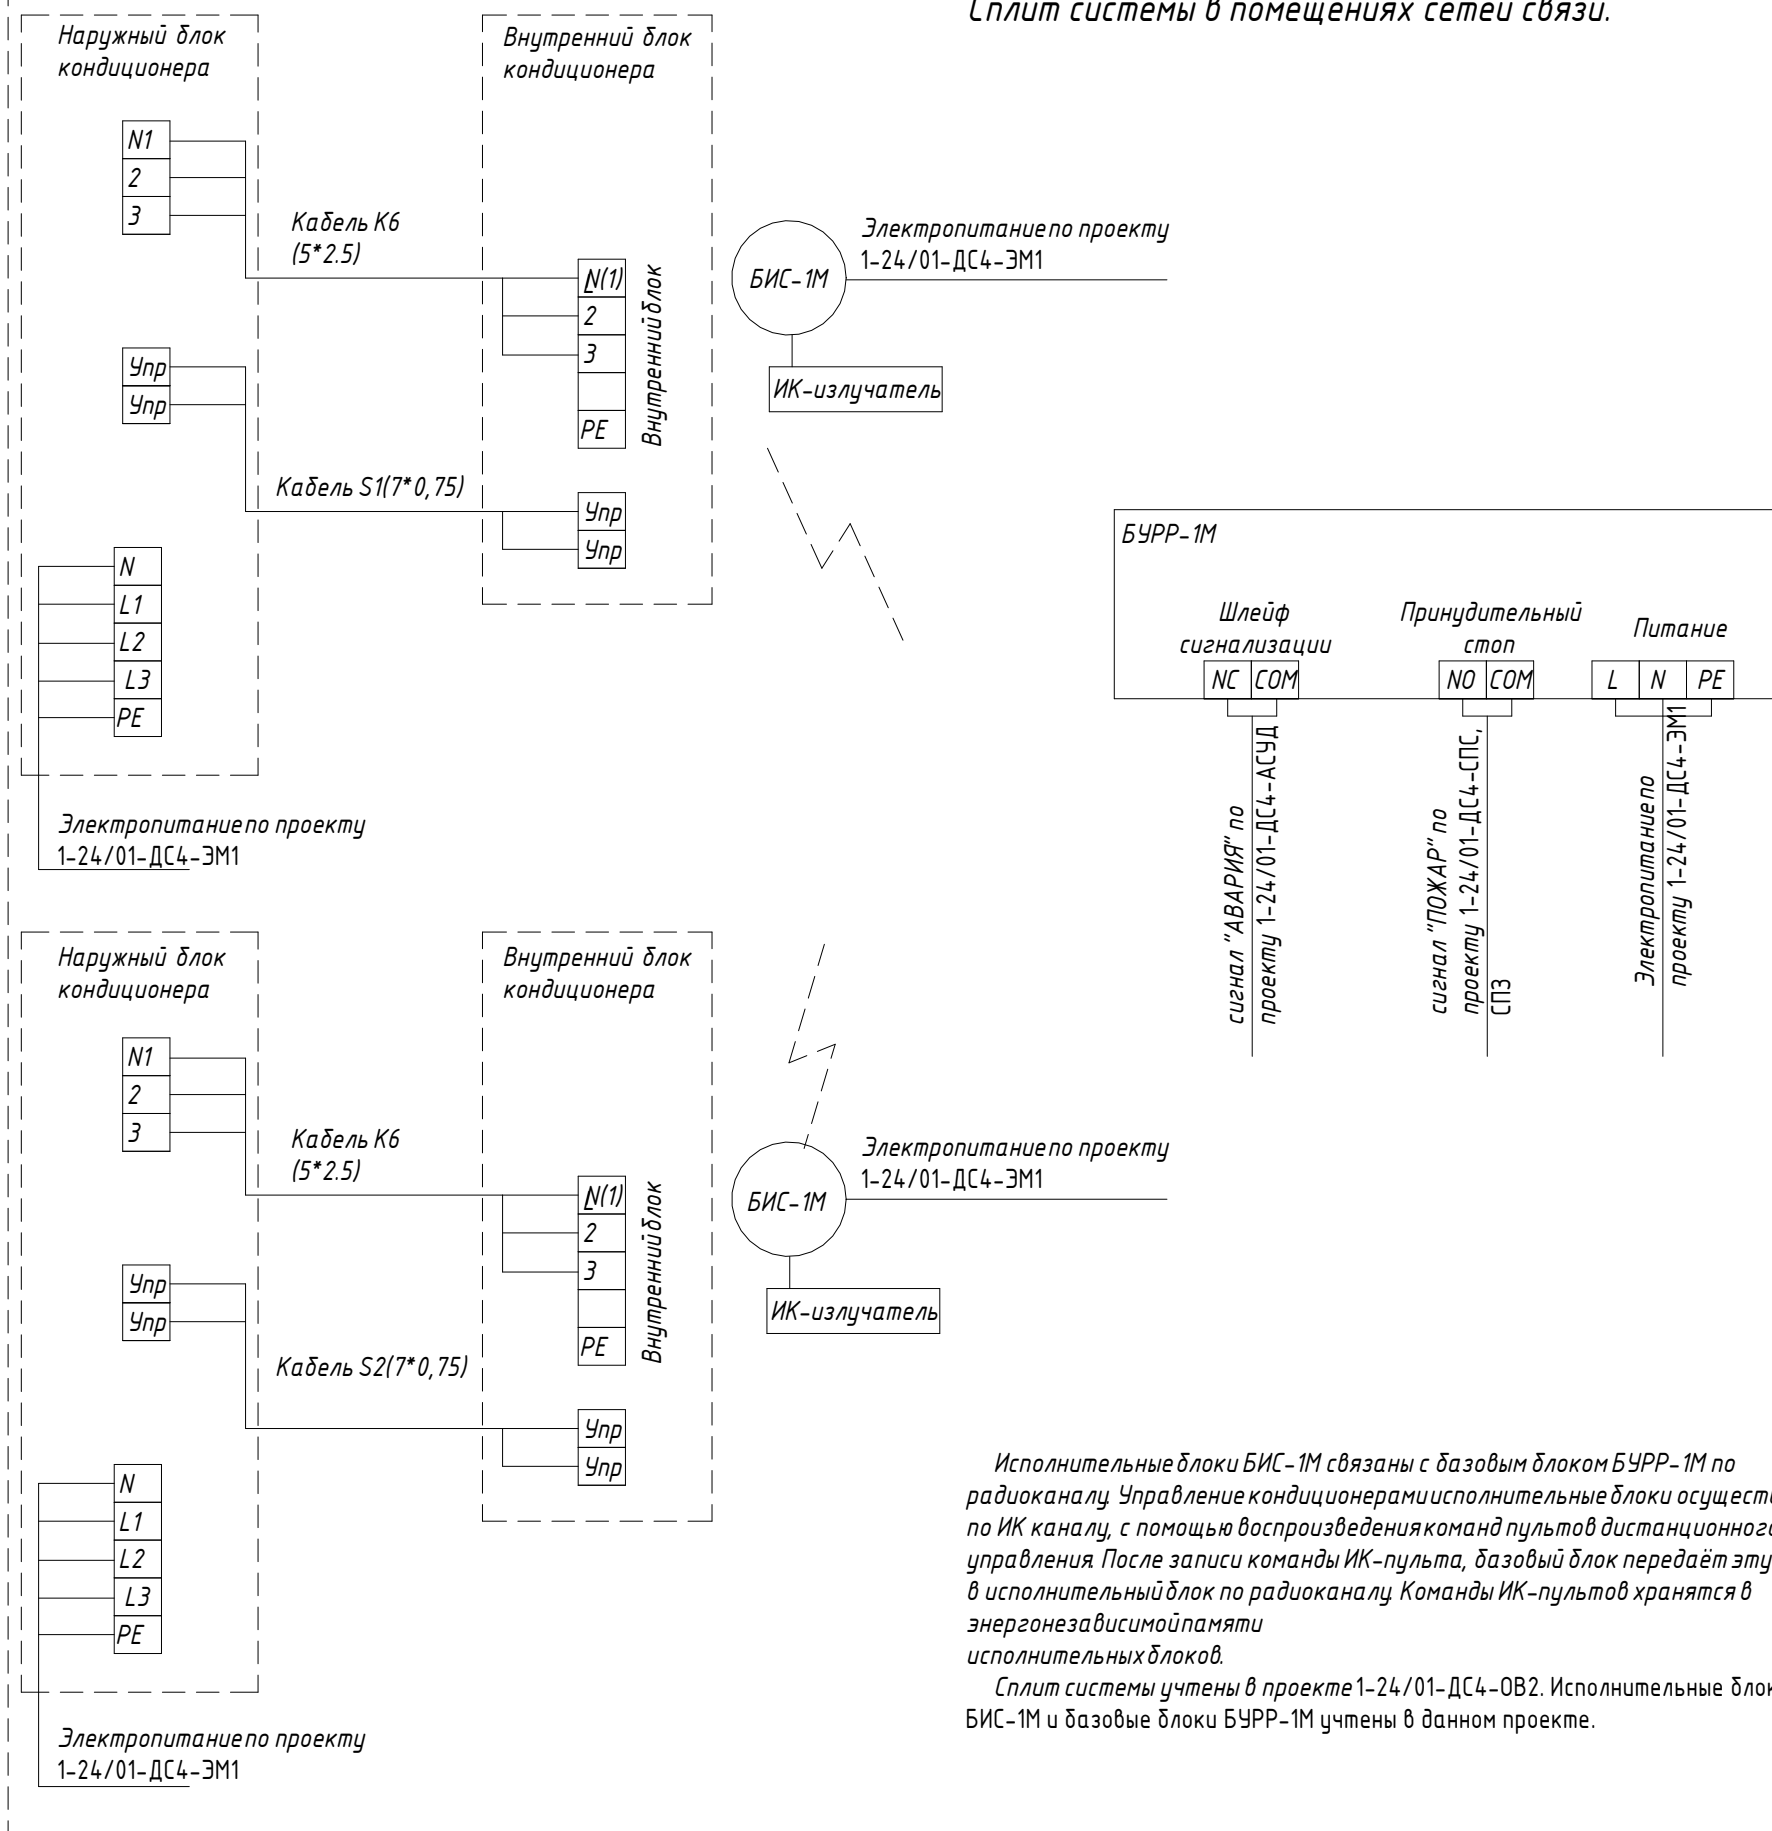 Сплит системы в помещениях сетей связи.
Наружный блок
кондиционера
Внутренний блок
кондиционера
N1
2
3
Кабель К6
(5*2.5)
N(1)
2
3
PE
Внутренний блок
БИС-1М
Электропитание по проекту
1-24/01-ДС4-ЭМ1
ИК-излучатель
Упр
Упр
Кабель S1(7*0,75)
Упр
Упр
N
L1
L2
L3
PE
Электропитание по проекту
1-24/01-ДС4-ЭМ1
БУРР-1М
Шлейф
сигнализации
Принудительный
стоп
Питание
NC COM
NO COM
L N PE
сигнал "АВАРИЯ" по
проекту 1-24/01-ДС4-АСУД
сигнал "ПОЖАР" по
проекту 1-24/01-ДС4-СПС,
СПЗ
Электропитание по
проекту 1-24/01-ДС4-ЭМ1
Наружный блок
кондиционера
Внутренний блок
кондиционера
N1
2
3
Кабель К6
(5*2.5)
N(1)
2
3
PE
Внутренний блок
БИС-1М
Электропитание по проекту
1-24/01-ДС4-ЭМ1
ИК-излучатель
Упр
Упр
Кабель S2(7*0,75)
Упр
Упр
N
L1
L2
L3
PE
Электропитание по проекту
1-24/01-ДС4-ЭМ1
Исполнительные блоки БИС-1М связаны с базовым блоком БУРР-1М по
радиоканалу. Управление кондиционерами исполнительные блоки
по ИК каналу, с помощью воспроизведения команд пультов дистанционного
управления. После записи команды ИК-пульта, базовый блок передаёт эту
в исполнительный блок по радиоканалу. Команды ИК-пультов хранятся в
энергонезависимой памяти
исполнительных блоков.
Сплит системы учтены в проекте 1-24/01-ДС4-ОВ2. Исполнительные
БИС-1М и базовые блоки БУРР-1М учтены в данном проекте.